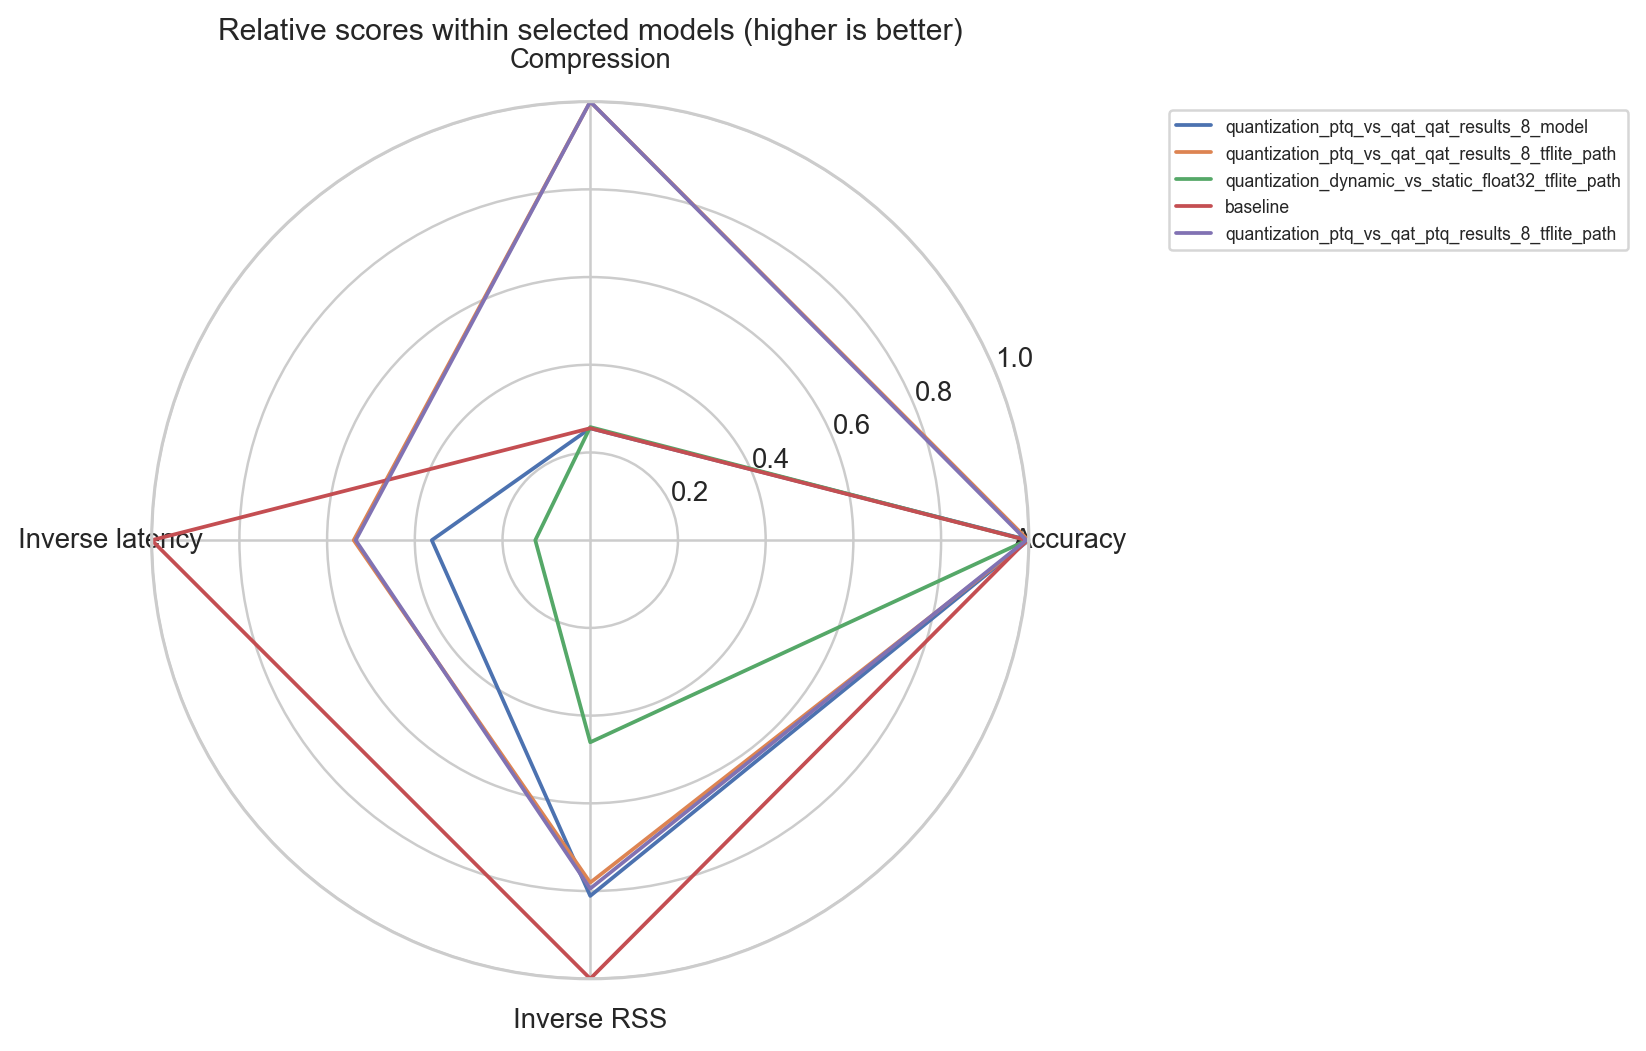 Relative scores within selected models (higher is better)
Compression
quantization_ptq_vs_qat_qat_results_8_model
quantization_ptq_vs_qat_qat_results_8_tflite_path
quantization_dynamic_vs_static_float32_tflite_path
baseline
quantization_ptq_vs_qat_ptq_results_8_tflite_path
1.0
0.8
0.6
0.4
0.2
Inverse latency
Accuracy
Inverse RSS